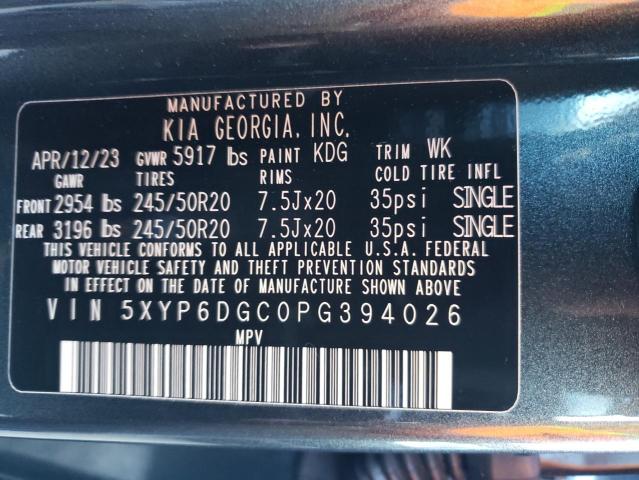 MANUFACTURED BY
KIA GEORGIA, INC.
APR/12/23 GVWR 5917 lbs PAINT KDG TRIM WK
GAWR TIRES RIMS COLD TIRE INFL
FRONT 2954 lbs 245/50R20 7.5Jx20 35psi SINGLE
REAR 3196 lbs 245/50R20 7.5Jx20 35psi SINGLE
THIS VEHICLE CONFORMS TO ALL APPLICABLE U.S.A. FEDERAL
MOTOR VEHICLE SAFETY AND THEFT PREVENTION STANDARDS
IN EFFECT ON THE DATE OF MANUFACTURE SHOWN ABOVE.
VIN 5XYP6DGC0PG394026
MPV